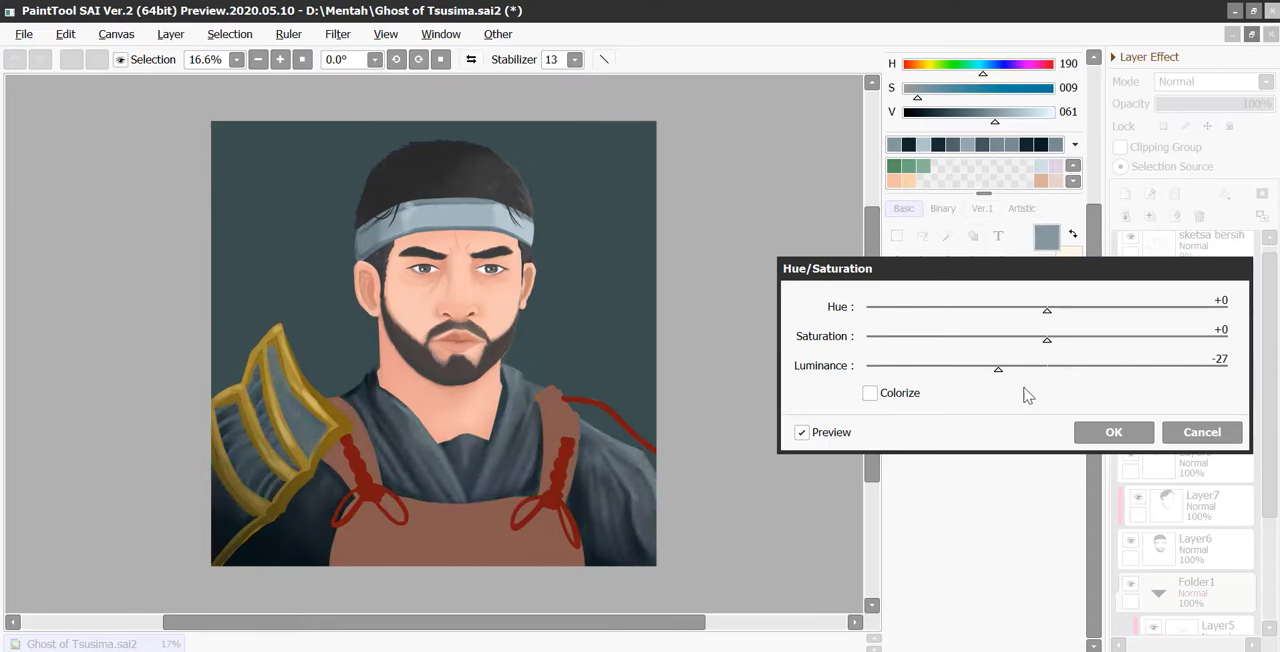 PaintTool SAI Ver.2 (64bit) Preview.2020.05.10 - D:\Mentah\Ghost of Tsusima.sai2 (*)
File Edit Canvas Layer Selection Ruler Filter View Window Other
Selection 16.6% 0.0° Stabilizer 13
H 190
S 009
V 061
Basic Binary Ver.1 Artistic
T
Layer Effect
Mode Normal
Opacity 100%
Lock
Clipping Group
Selection Source
sketsa bersih
Normal
Hue/Saturation
Hue : +0
Saturation : +0
Luminance : -27
Colorize
Preview OK Cancel
Normal
100%
Layer7
Normal
100%
Layer6
Normal
100%
Folder1
Normal
100%
Layer5
Ghost of Tsusima.sai2 17%